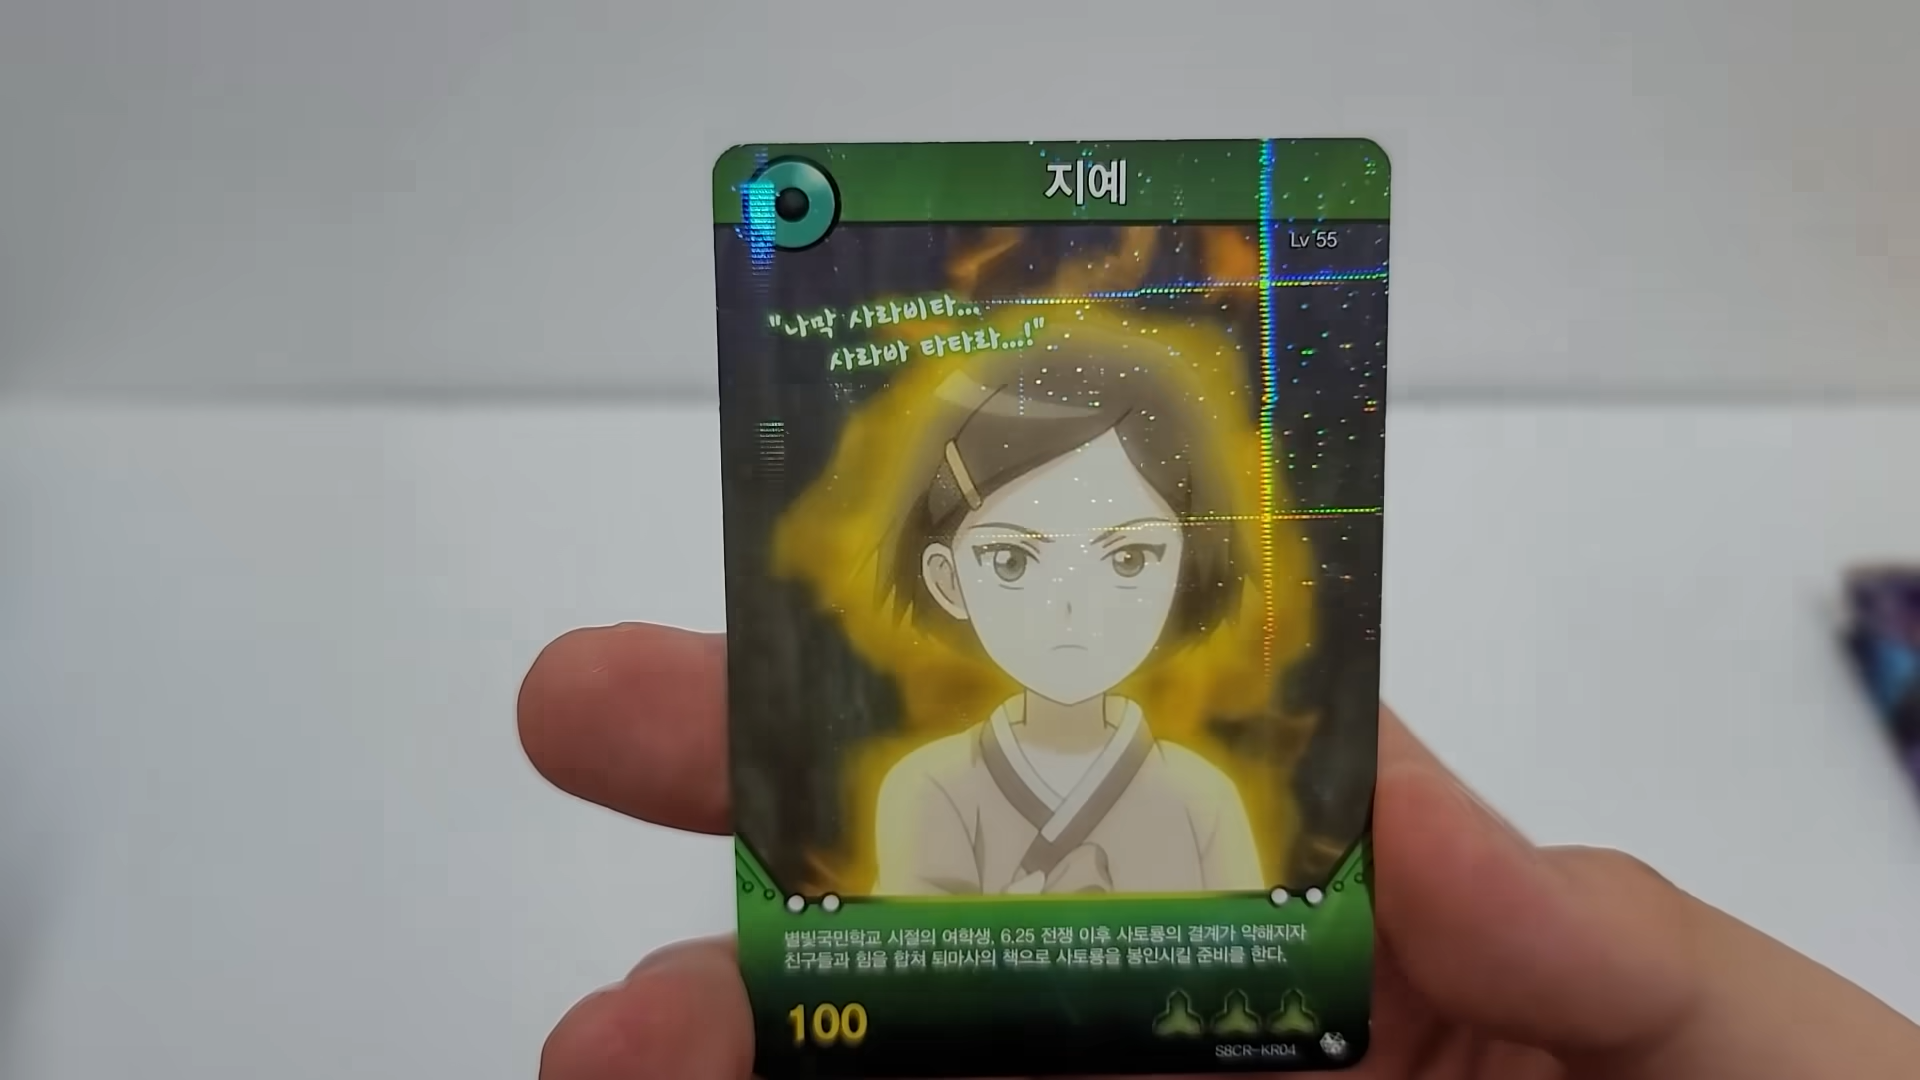 지예
Lv 55
"나막 사라비타...
사라바 타타라...!"
별빛국민학교 시절의 여학생. 6.25 전쟁 이후 사토룡의 결계가 약해지자
친구들과 힘을 합쳐 퇴마사의 책으로 사토룡을 봉인시킬 준비를 한다.
100
S8CR-KR04